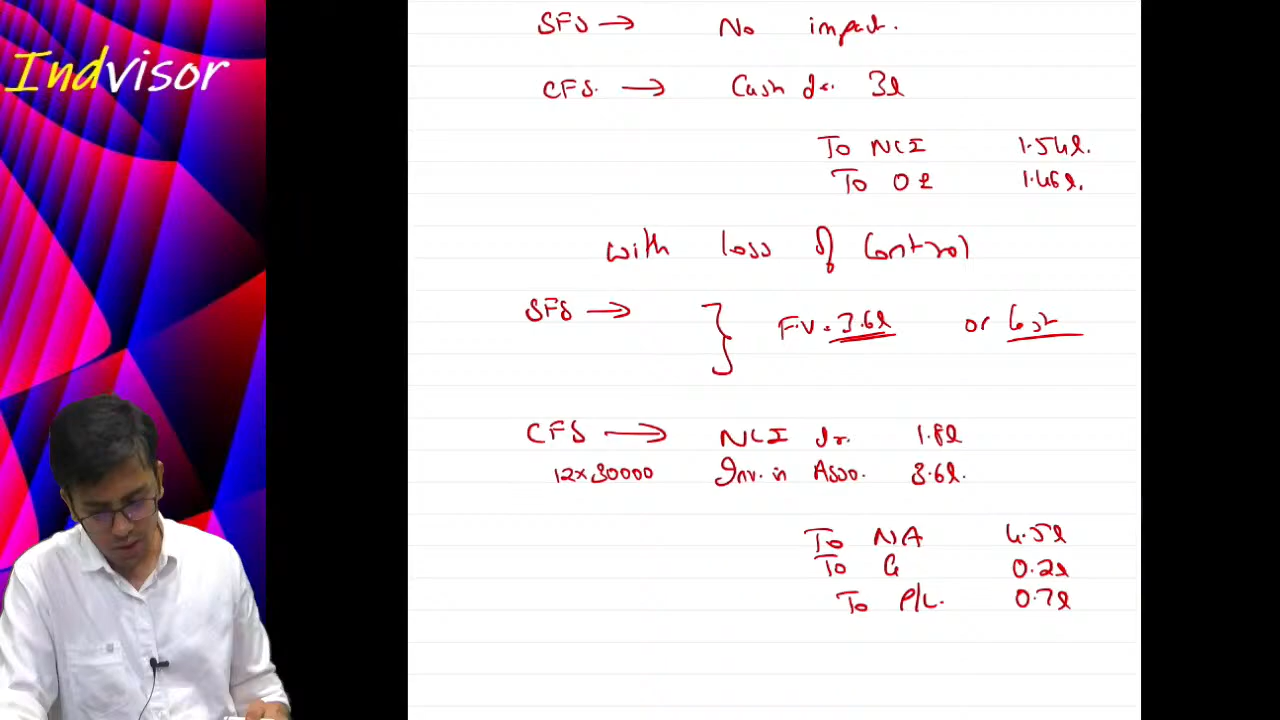 Indvisor
SFS → No impact.
CFS. → Cash dr. 3l
To NCI 1.54l.
To OE 1.46l.
with loss of Control
SFS → } F.V. 3.6l or Cost
CFS → NCI dr. 1.8l
12x30000 Inv. in Asso. 3.6l.
To NA 4.5l
To G 0.2l
To P/L. 0.7l